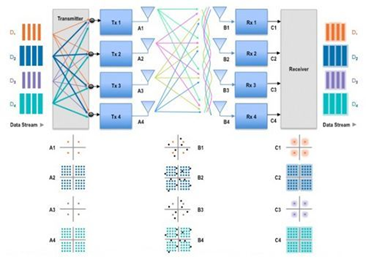 Transmitter
Tx 1
A1
B1
Rx 1
C1
D₁
D₁
Tx 2
A2
B2
Rx 2
C2
D₂
D₂
Receiver
Tx 3
A3
B3
Rx 3
C3
D₃
D₃
Tx 4
A4
B4
Rx 4
C4
D₄
D₄
Data Stream
Data Stream
A1
B1
C1
A2
B2
C2
A3
B3
C3
A4
B4
C4